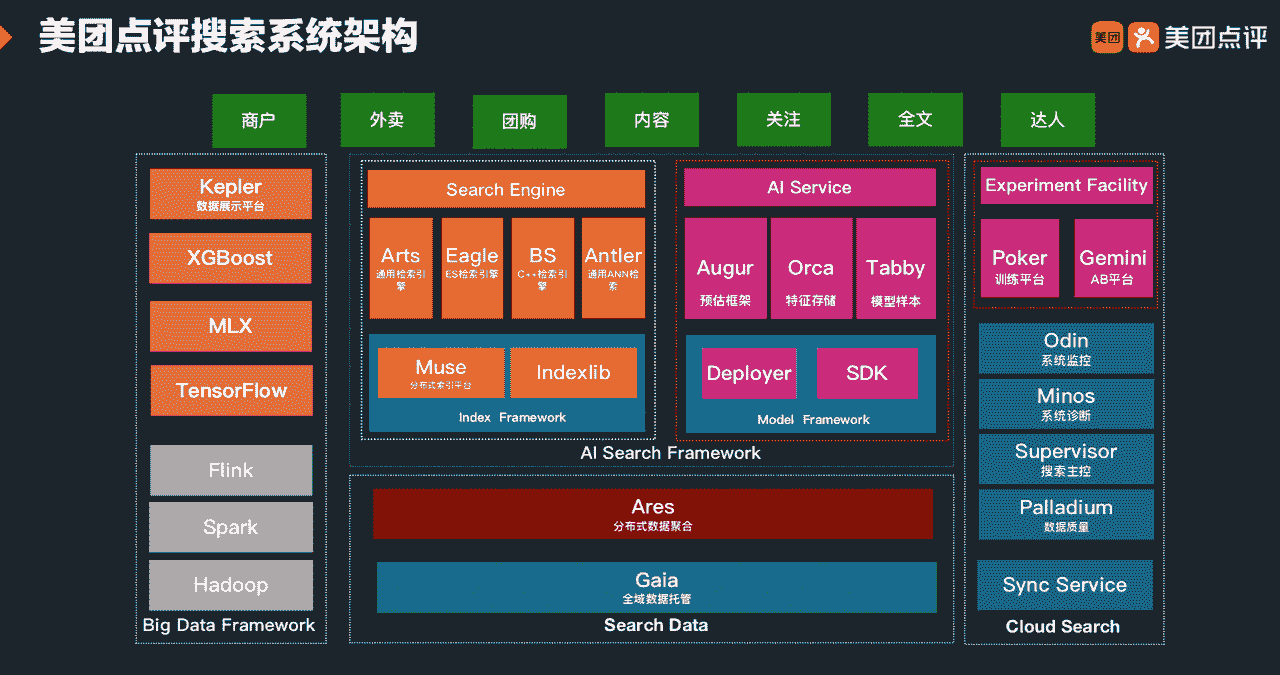 美团点评搜索系统架构
美团
美团点评
商户
外卖
团购
内容
关注
全文
达人
Kepler
数据展示平台
XGBoost
MLX
TensorFlow
Flink
Spark
Hadoop
Big Data Framework
Search Engine
Arts
通用检索引
擎
Eagle
ES检索引擎
BS
C++检索引
擎
Antler
通用ANN检
索
Muse
分布式索引平台
Indexlib
Index Framework
AI Service
Augur
预估框架
Orca
特征存储
Tabby
模型样本
Deployer
SDK
Model Framework
AI Search Framework
Ares
分布式数据聚合
Gaia
全域数据托管
Search Data
Experiment Facility
Poker
训练平台
Gemini
AB平台
Odin
系统监控
Minos
系统诊断
Supervisor
搜索主控
Palladium
数据质量
Sync Service
Cloud Search